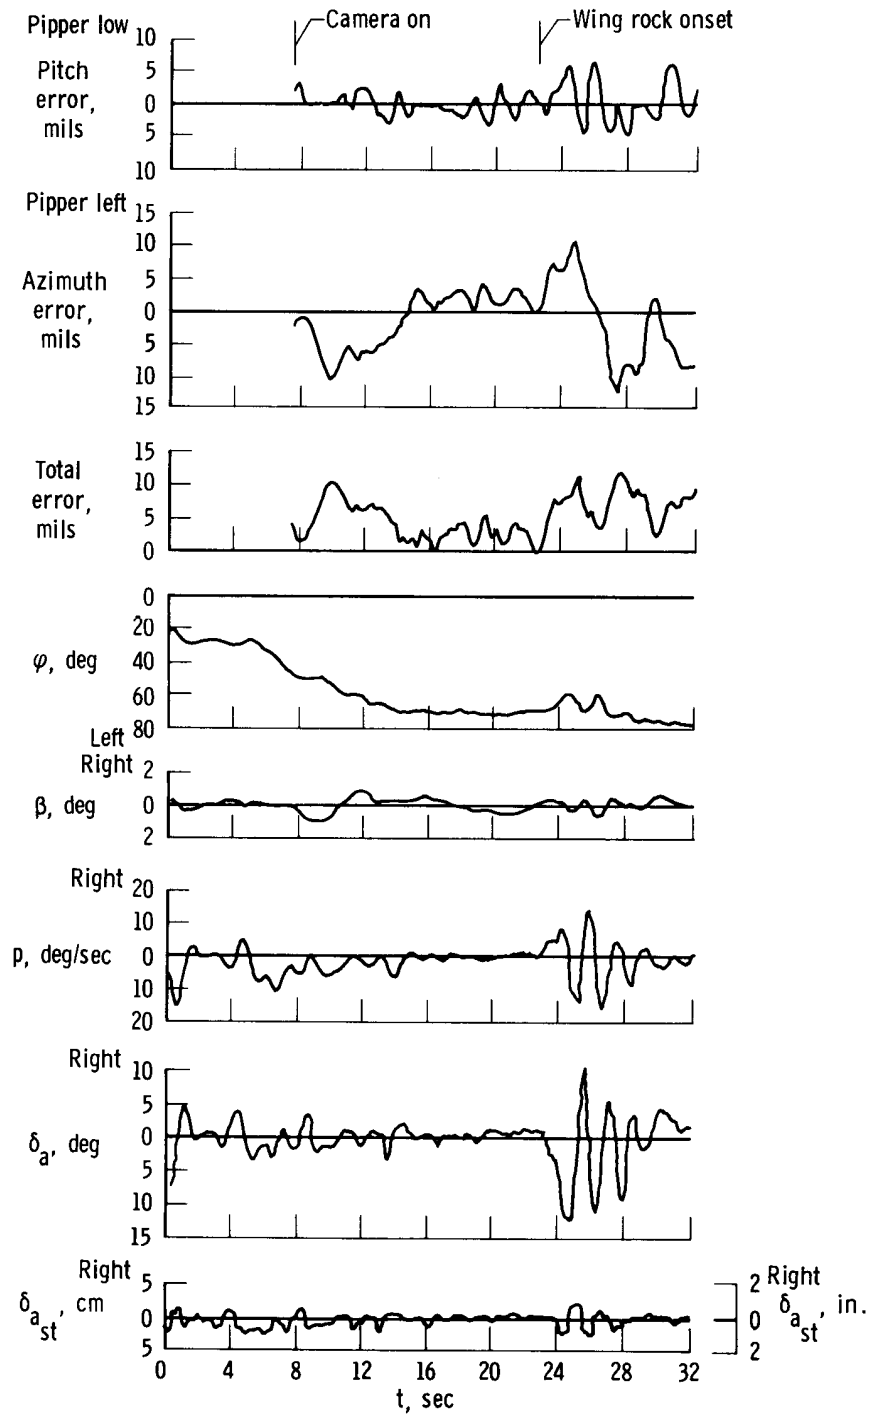 Pipper low
Camera on
Wing rock onset
10
5
0
5
10
Pitch
error,
mils
Pipper left
15
10
5
0
5
10
15
Azimuth
error,
mils
15
10
5
0
Total
error,
mils
0
20
40
60
80
φ, deg
Left
Right
2
0
2
β, deg
Right
20
10
0
10
20
p, deg/sec
Right
10
5
0
5
10
15
δa, deg
Right
5
0
5
δa st, cm
2
0
2
Right
δa st, in.
0 4 8 12 16 20 24 28 32
t, sec